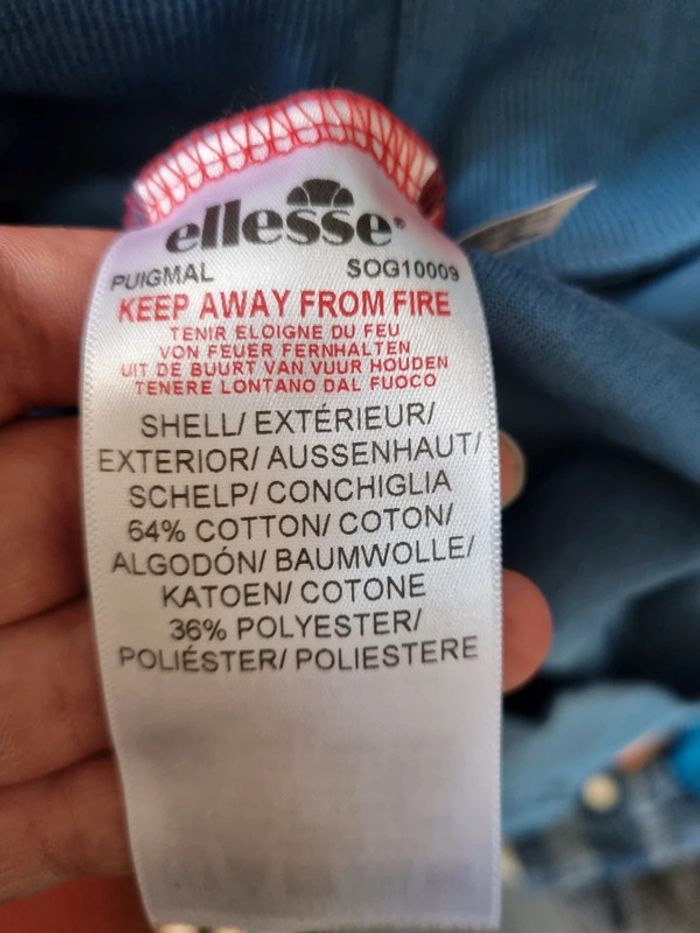 ellesse®
PUIGMAL SOG10009
KEEP AWAY FROM FIRE
TENIR ELOIGNE DU FEU
VON FEUER FERNHALTEN
UIT DE BUURT VAN VUUR HOUDEN
TENERE LONTANO DAL FUOCO
SHELL/ EXTÉRIEUR/
EXTERIOR/ AUSSENHAUT/
SCHELP/ CONCHIGLIA
64% COTTON/ COTON/
ALGODÓN/ BAUMWOLLE/
KATOEN/ COTONE
36% POLYESTER/
POLIÉSTER/ POLIESTERE